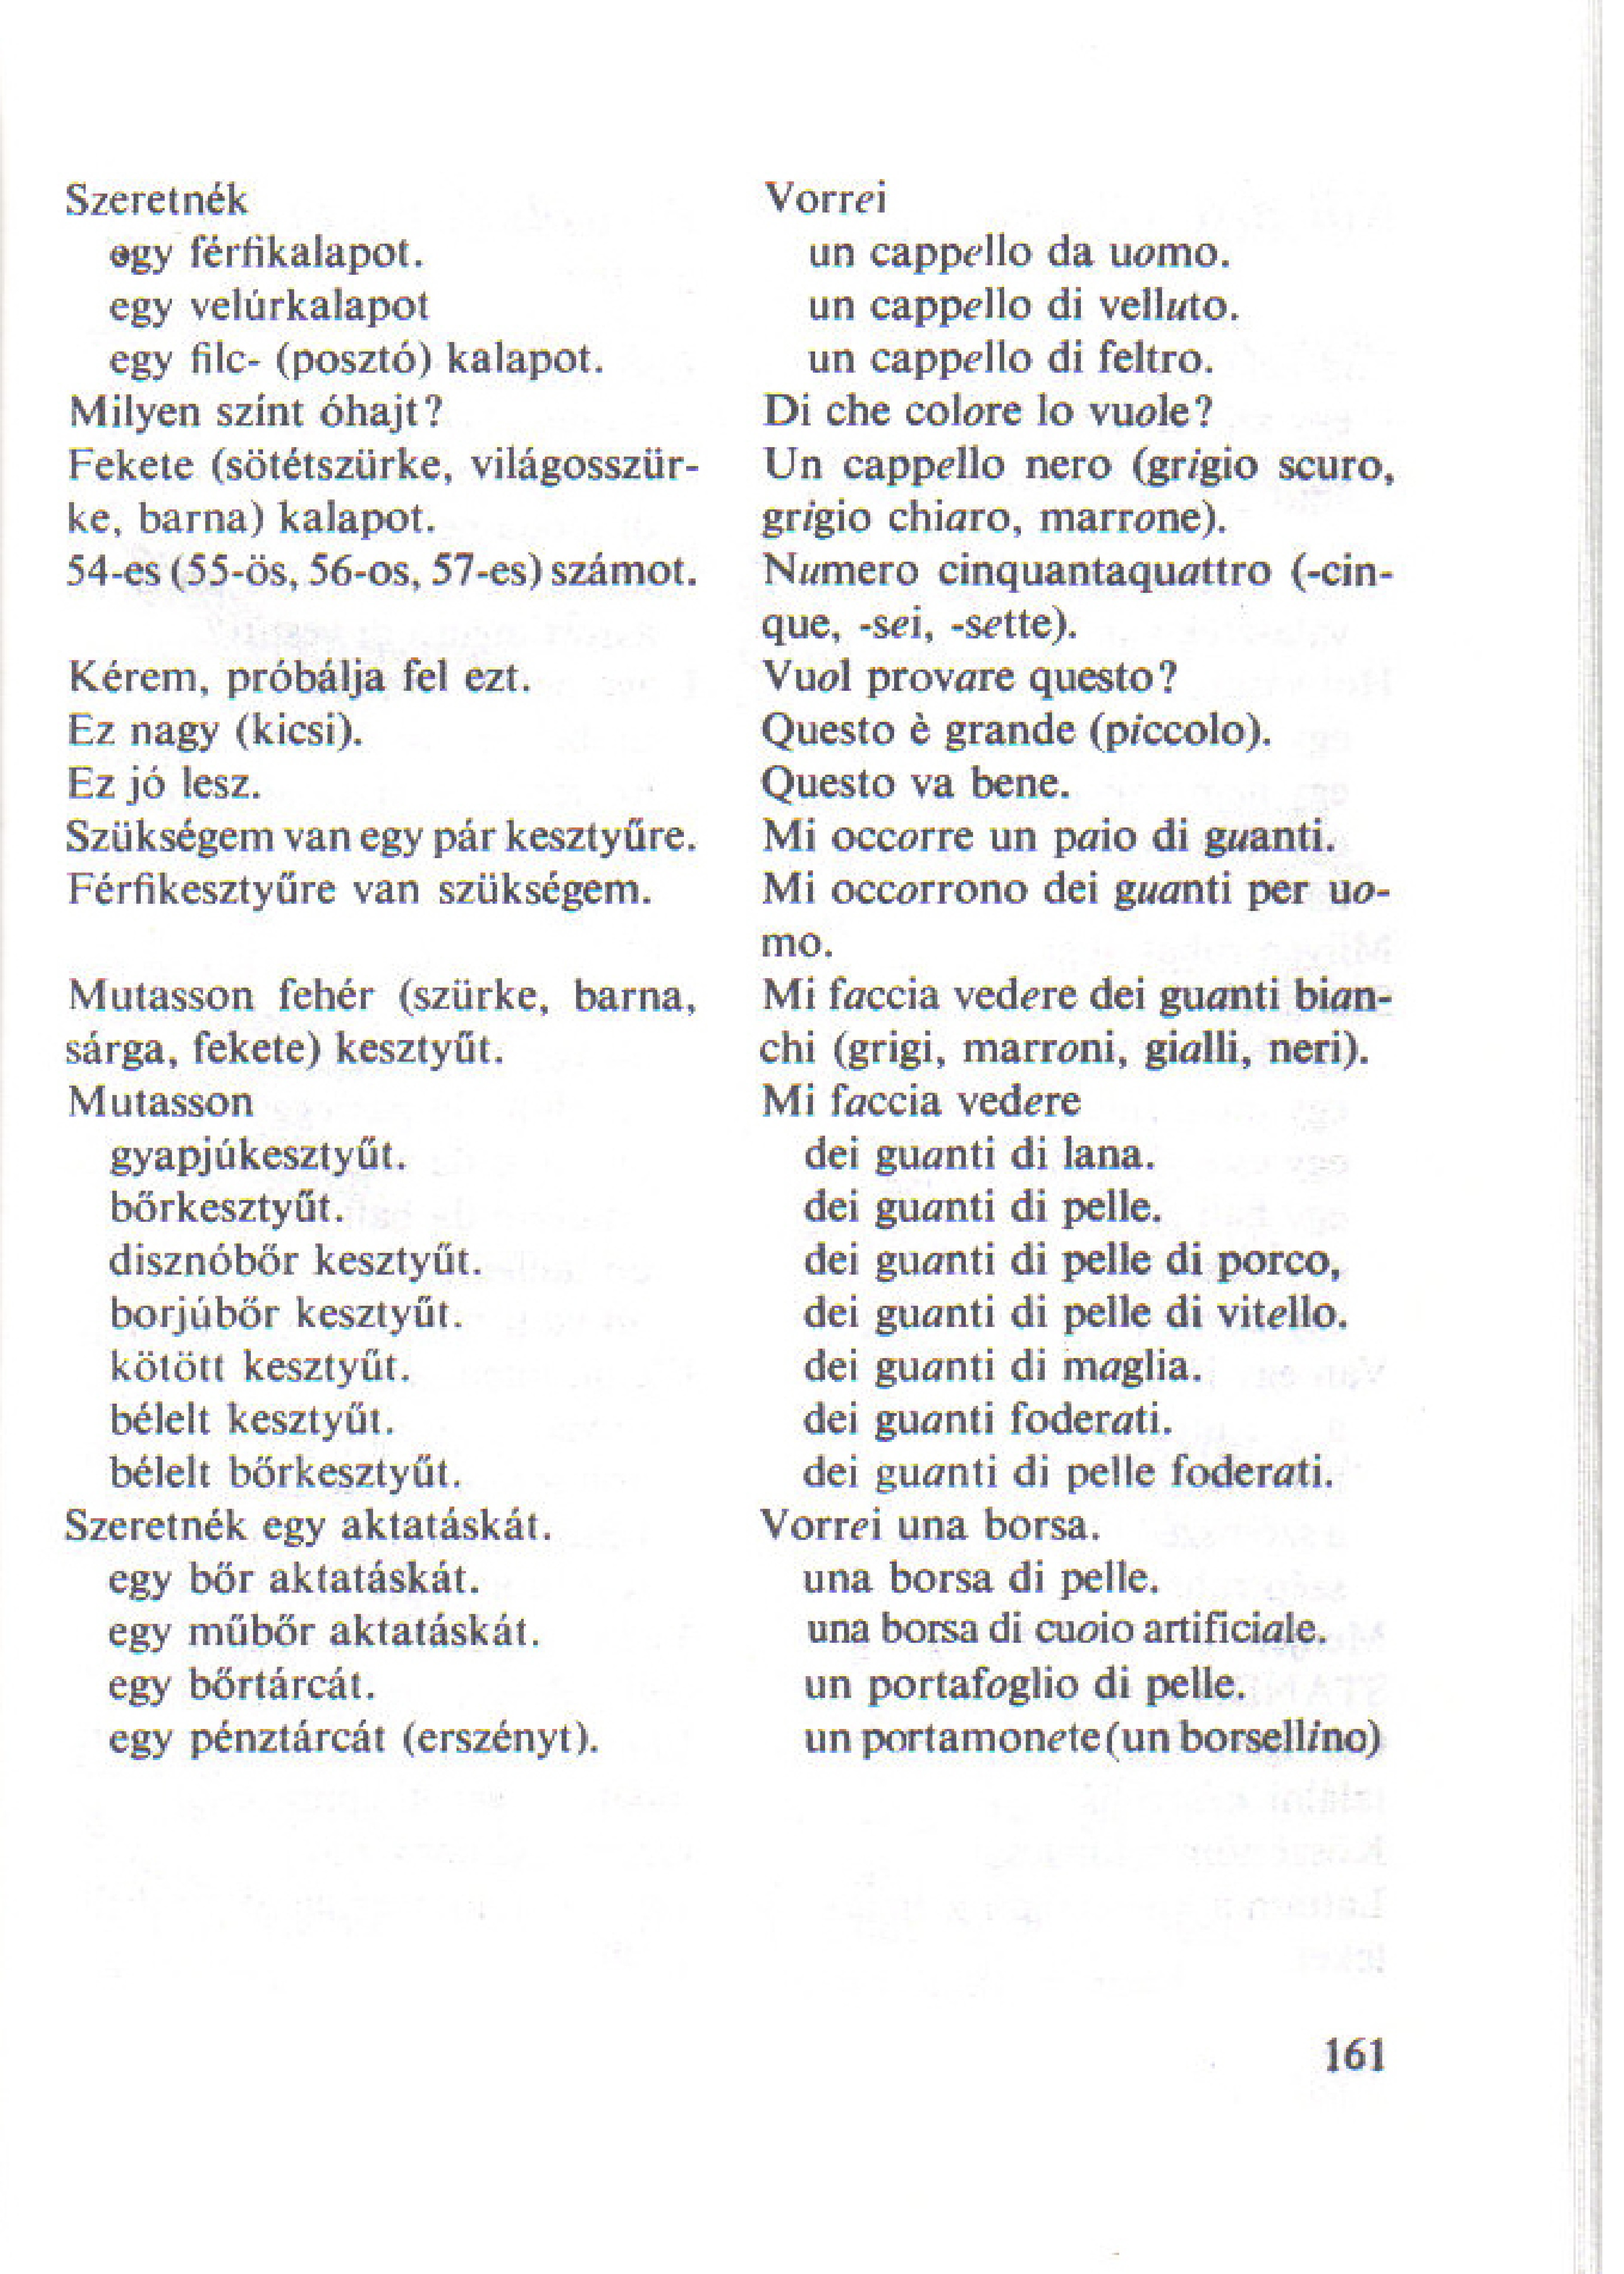 Szeretnék
egy férfikalapot.
egy velúrkalapot
egy filc- (posztó) kalapot.
Milyen színt óhajt?
Fekete (sötétszürke, világosszür-
ke, barna) kalapot.
54-es (55-ös, 56-os, 57-es) számot.
Kérem, próbálja fel ezt.
Ez nagy (kicsi).
Ez jó lesz.
Szükségem van egy pár kesztyűre.
Férfikesztyűre van szükségem.
Mutasson fehér (szürke, barna,
sárga, fekete) kesztyűt.
Mutasson
gyapjúkesztyűt.
bőrkesztyűt.
disznóbőr kesztyűt.
borjúbőr kesztyűt.
kötött kesztyűt.
bélelt kesztyűt.
bélelt bőrkesztyűt.
Szeretnék egy aktatáskát.
egy bőr aktatáskát.
egy műbőr aktatáskát.
egy bőrtárcát.
egy pénztárcát (erszényt).
Vorrei
un cappello da uomo.
un cappello di velluto.
un cappello di feltro.
Di che colore lo vuole?
Un cappello nero (grigio scuro,
grigio chiaro, marrone).
Numero cinquantaquattro (-cin-
que, -sei, -sette).
Vuol provare questo?
Questo è grande (piccolo).
Questo va bene.
Mi occorre un paio di guanti.
Mi occorrono dei guanti per uo-
mo.
Mi faccia vedere dei guanti bian-
chi (grigi, marroni, gialli, neri).
Mi faccia vedere
dei guanti di lana.
dei guanti di pelle.
dei guanti di pelle di porco,
dei guanti di pelle di vitello.
dei guanti di maglia.
dei guanti foderati.
dei guanti di pelle foderati.
Vorrei una borsa.
una borsa di pelle.
una borsa di cuoio artificiale.
un portafoglio di pelle.
un portamonete (un borsellino)
161